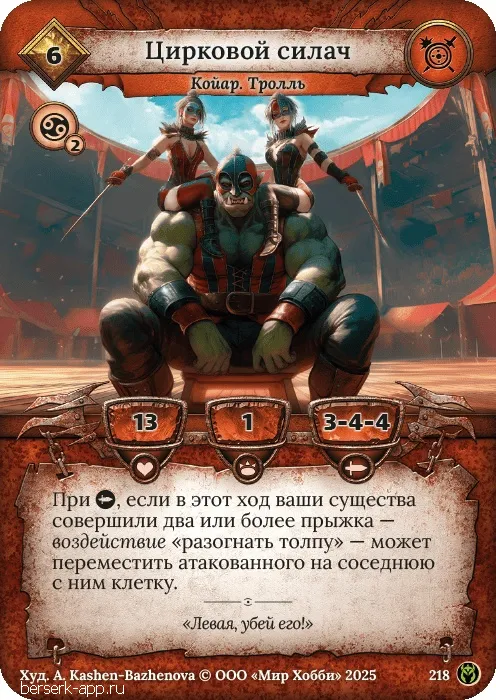 6
Цирковой силач
Койар. Тролль
2
13
1
3-4-4
При , если в этот ход ваши существа
совершили два или более прыжка —
воздействие «разогнать толпу» — может
переместить атакованного на соседнюю
с ним клетку.
«Левая, убей его!»
Худ. A. Kashen-Bazhenova © ООО «Мир Хобби» 2025
218
berserk-app.ru